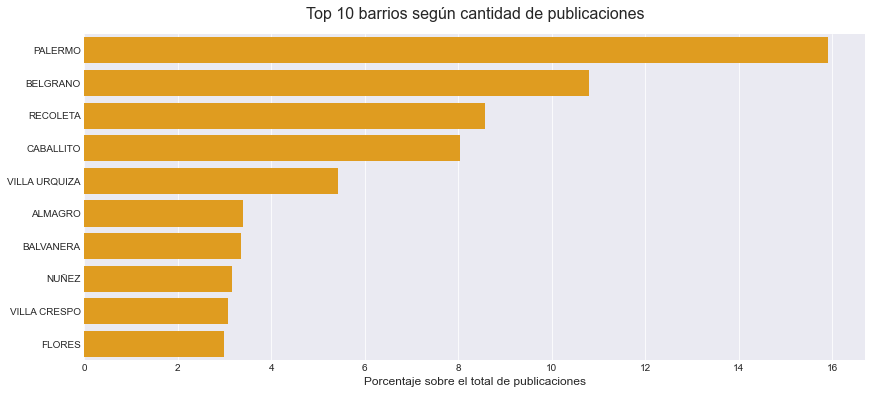 Top 10 barrios según cantidad de publicaciones
PALERMO
BELGRANO
RECOLETA
CABALLITO
VILLA URQUIZA
ALMAGRO
BALVANERA
NUÑEZ
VILLA CRESPO
FLORES
0 2 4 6 8 10 12 14 16
Porcentaje sobre el total de publicaciones